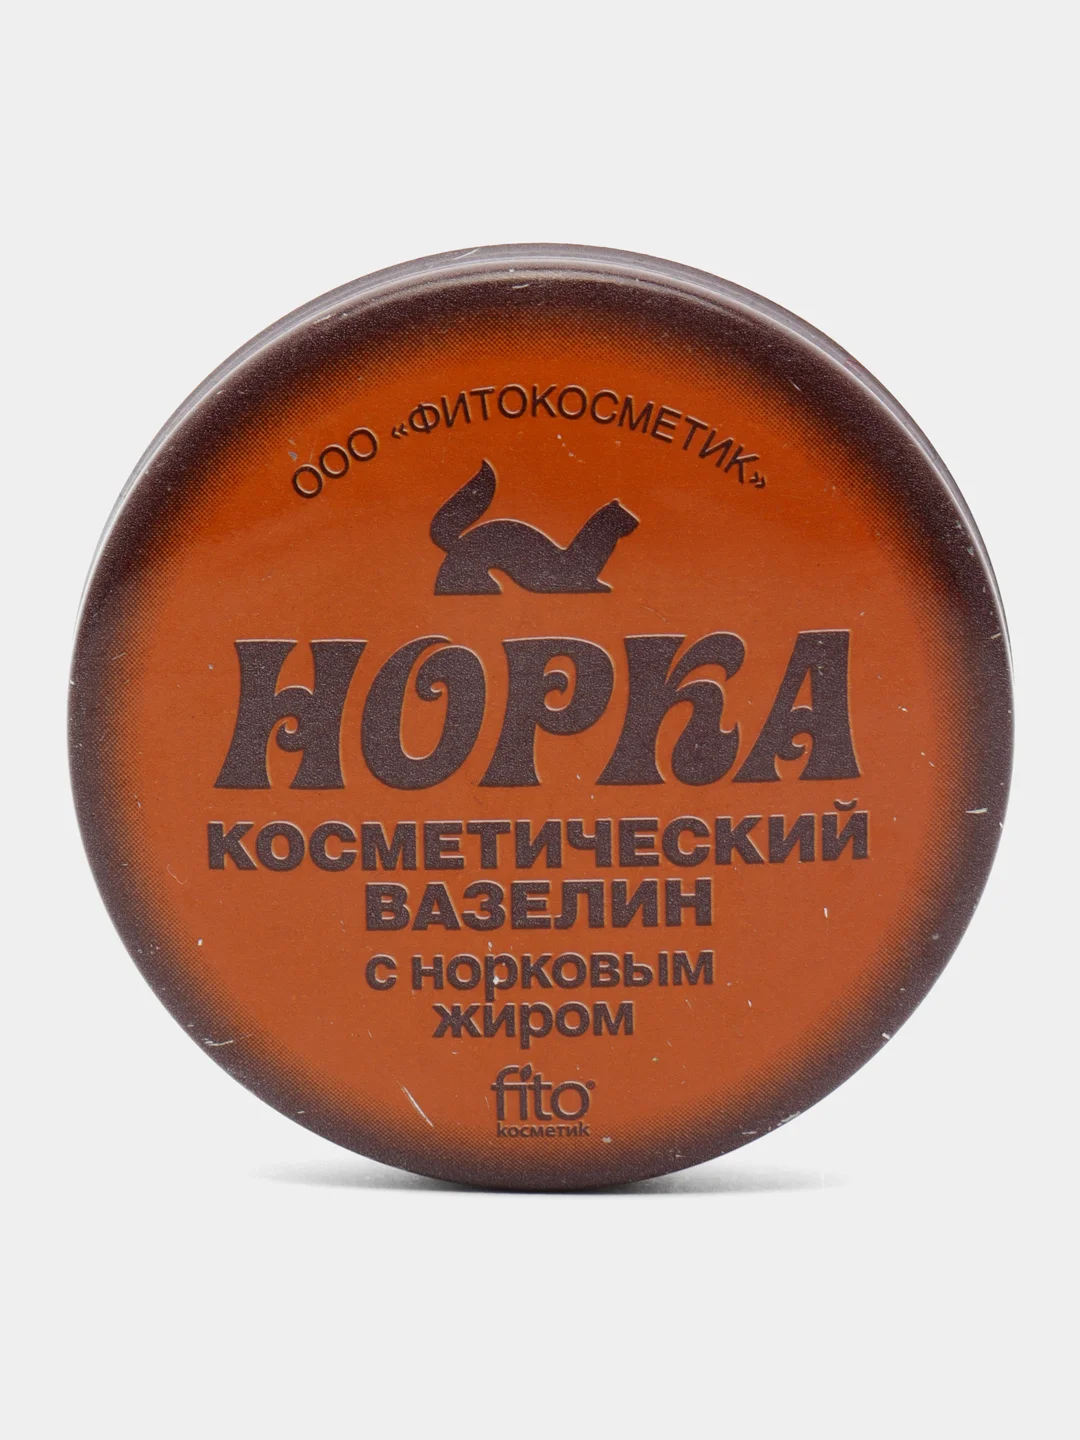 ООО «ФИТОКОСМЕТИК»
НОРКА
КОСМЕТИЧЕСКИЙ
ВАЗЕЛИН
с норковым
жиром
fito®
косметик